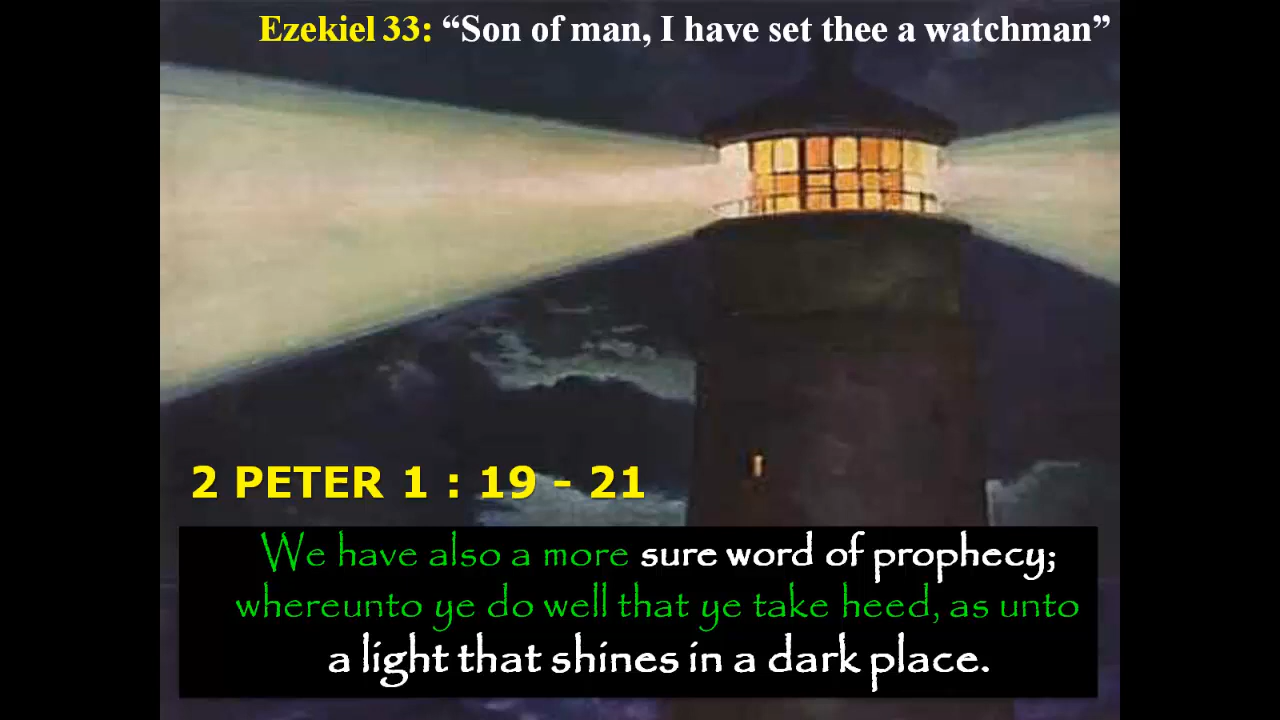 Ezekiel 33: “Son of man, I have set thee a watchman”
2 PETER 1 : 19 - 21
We have also a more sure word of prophecy;
whereunto ye do well that ye take heed, as unto
a light that shines in a dark place.